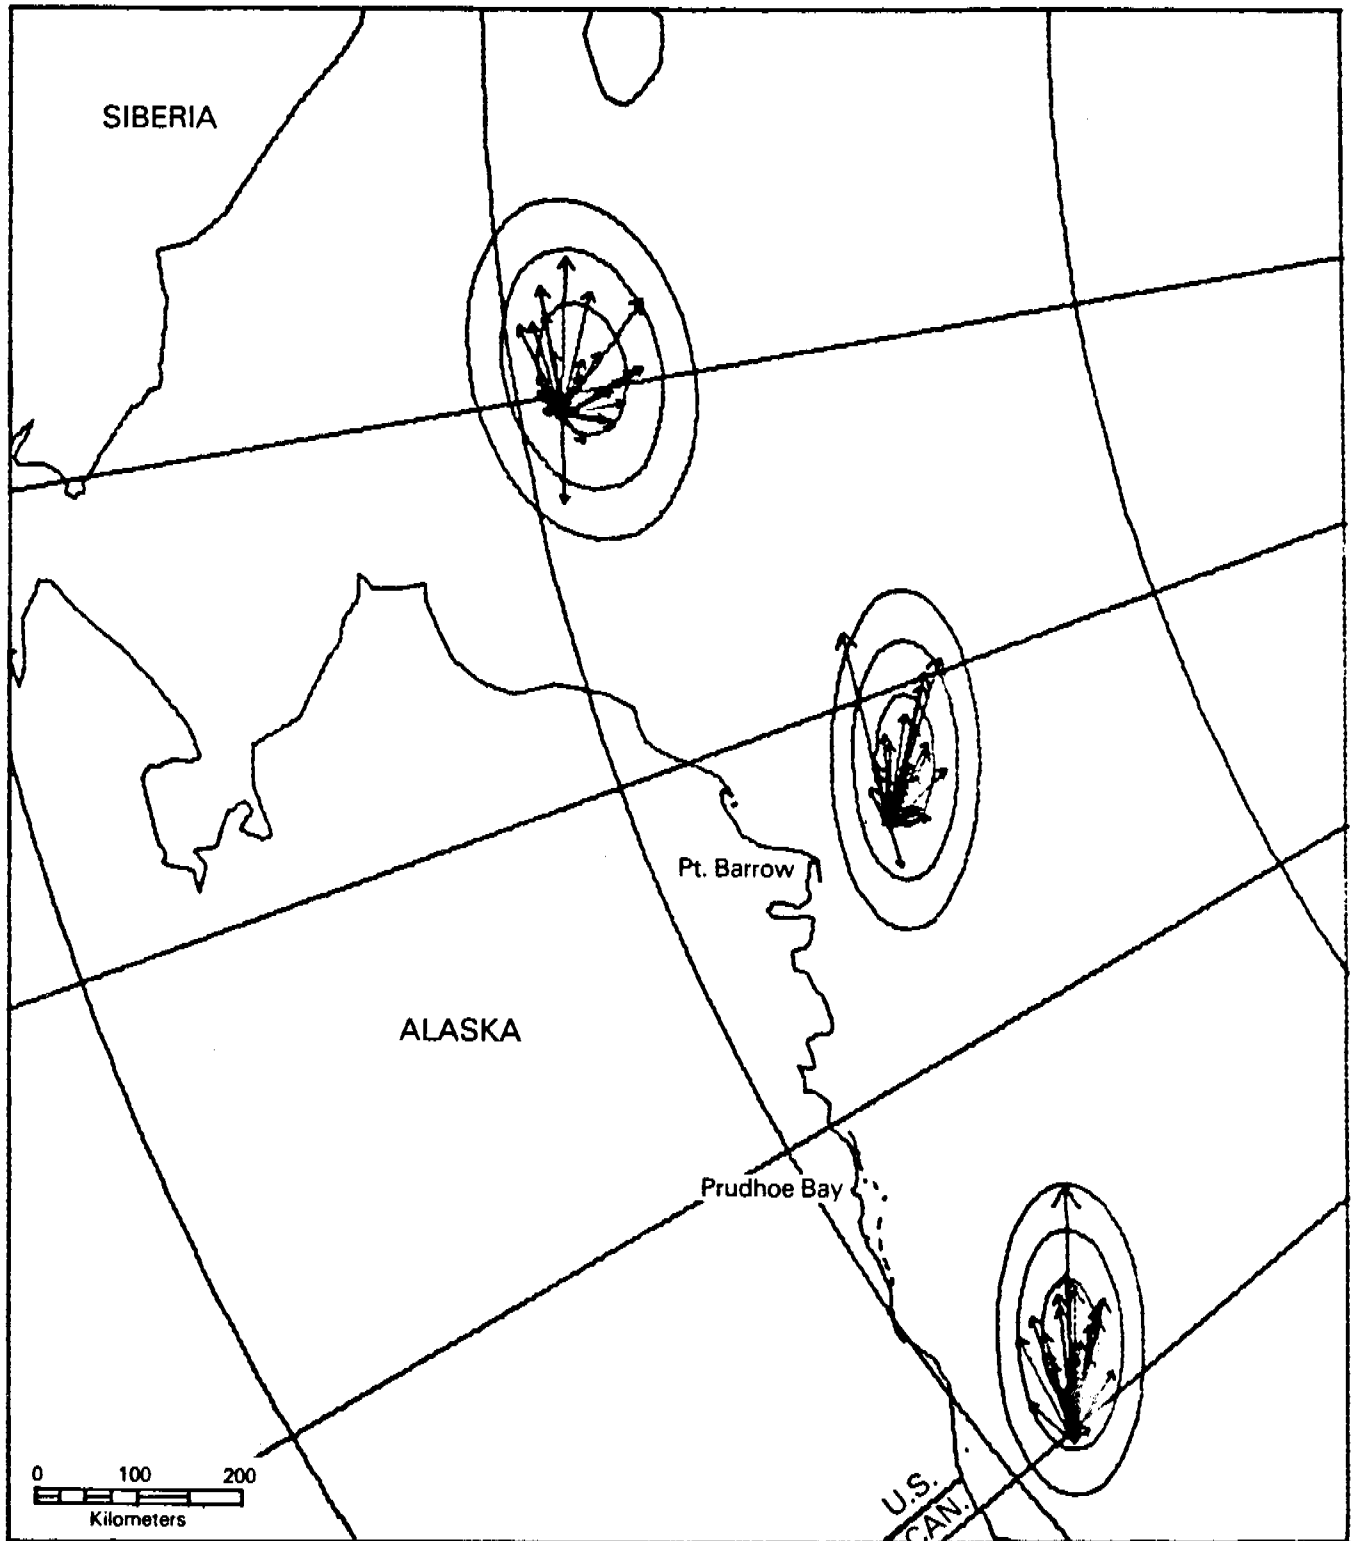 SIBERIA
Pt. Barrow
ALASKA
Prudhoe Bay
0 100 200
Kilometers
U.S.
CAN.